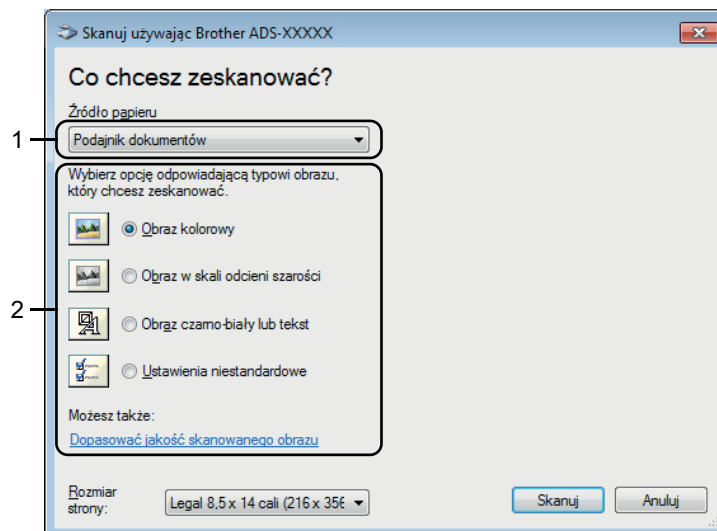 Skanuj używając Brother ADS-XXXXX
Co chcesz zeskanować?
Źródło papieru
1
Podajnik dokumentów
Wybierz opcję odpowiadającą typowi obrazu,
który chcesz zeskanować.
Obraz kolorowy
Obraz w skali odcieni szarości
2
Obraz czarno-biały lub tekst
Ustawienia niestandardowe
Możesz także:
Dopasować jakość skanowanego obrazu
Rozmiar
strony:
Legal 8,5 x 14 cali (216 x 356
Skanuj
Anuluj